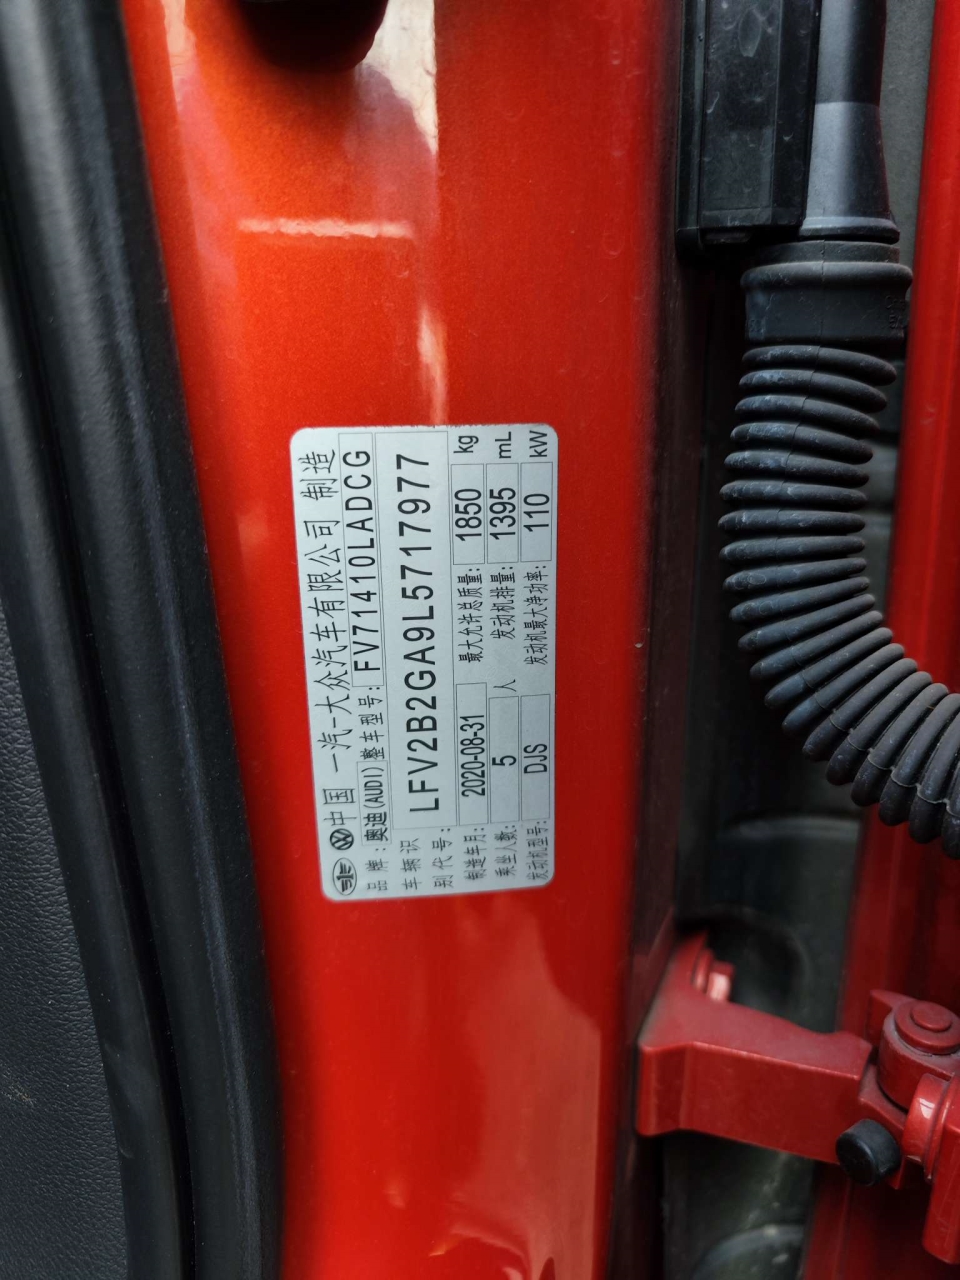 中国 一汽-大众汽车有限公司 制造
品牌: 奥迪(AUDI) 整车型号: FV71410LADCG
车辆识别代号: LFV2B2GA9L5717977
制造年月: 2020-08-31 最大允许总质量: 1850 kg
乘坐人数: 5 人 发动机排量: 1395 mL
发动机型号: DJS 发动机最大净功率: 110 kW